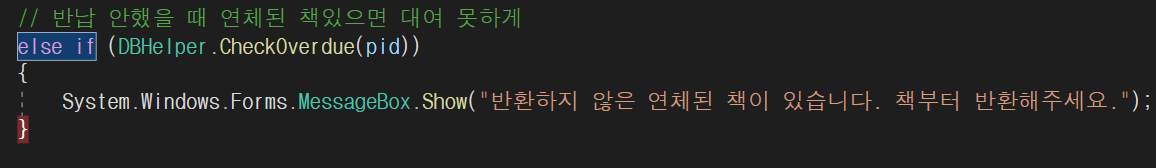 // 반납 안했을 때 연체된 책있으면 대여 못하게
else if (DBHelper.CheckOverdue(pid))
{
System.Windows.Forms.MessageBox.Show("반환하지 않은 연체된 책이 있습니다. 책부터 반환해주세요.");
}